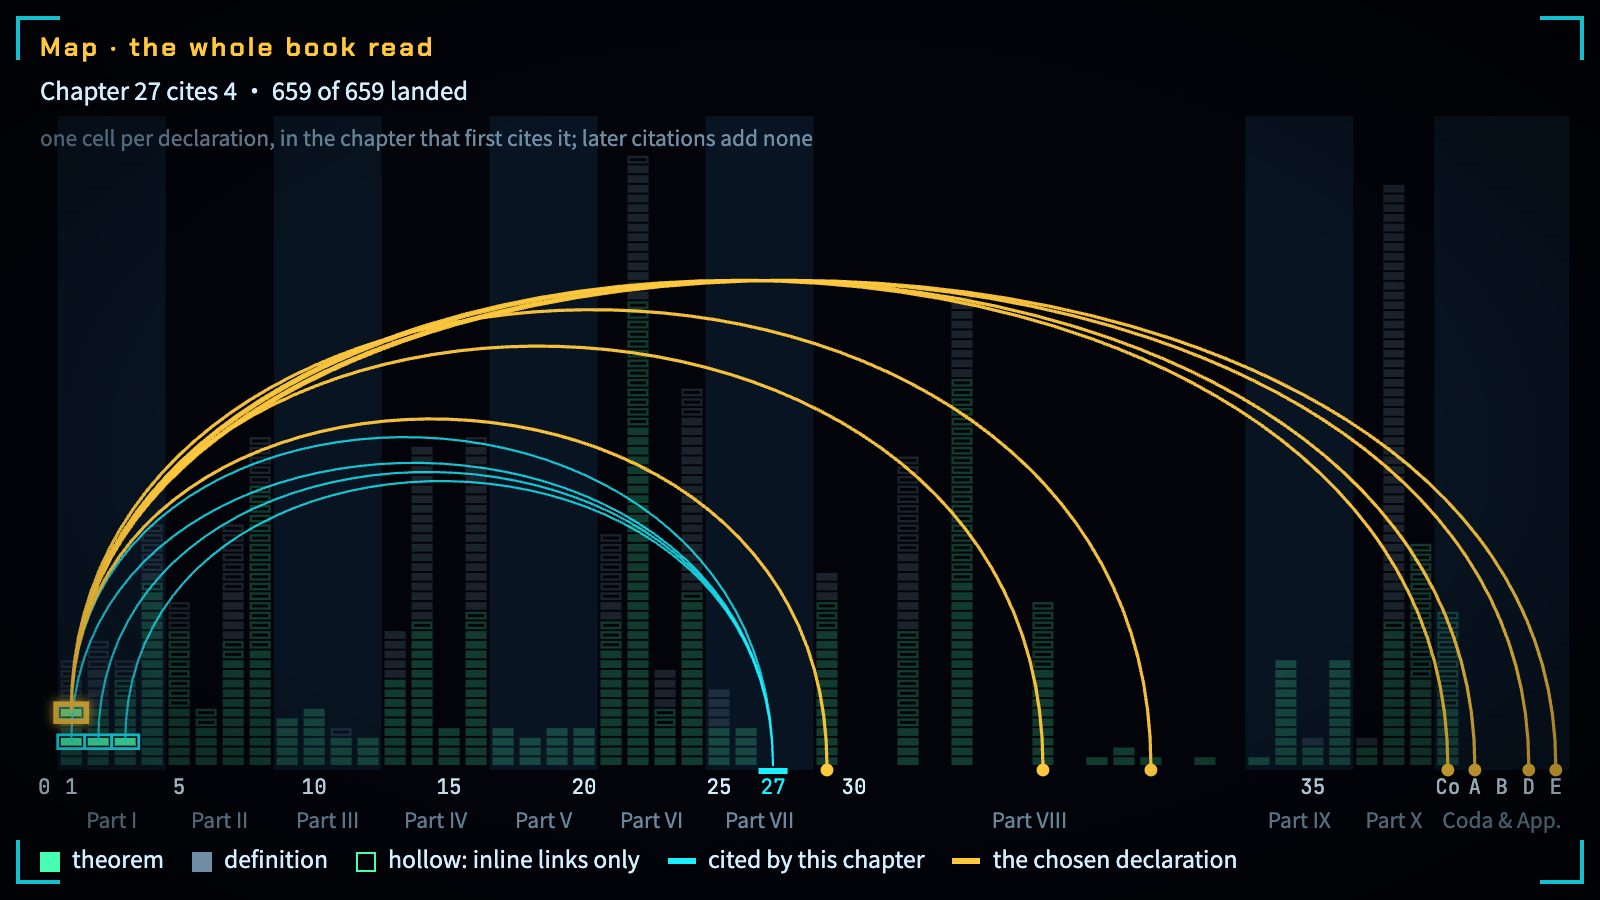 Map · the whole book read
Chapter 27 cites 4 • 659 of 659 landed
one cell per declaration, in the chapter that first cites it; later citations add none
0 1 5 10 15 20 25 27 30 35 Co A B D E
Part I Part II Part III Part IV Part V Part VI Part VII Part VIII Part IX Part X Coda & App.
theorem definition hollow: inline links only cited by this chapter the chosen declaration